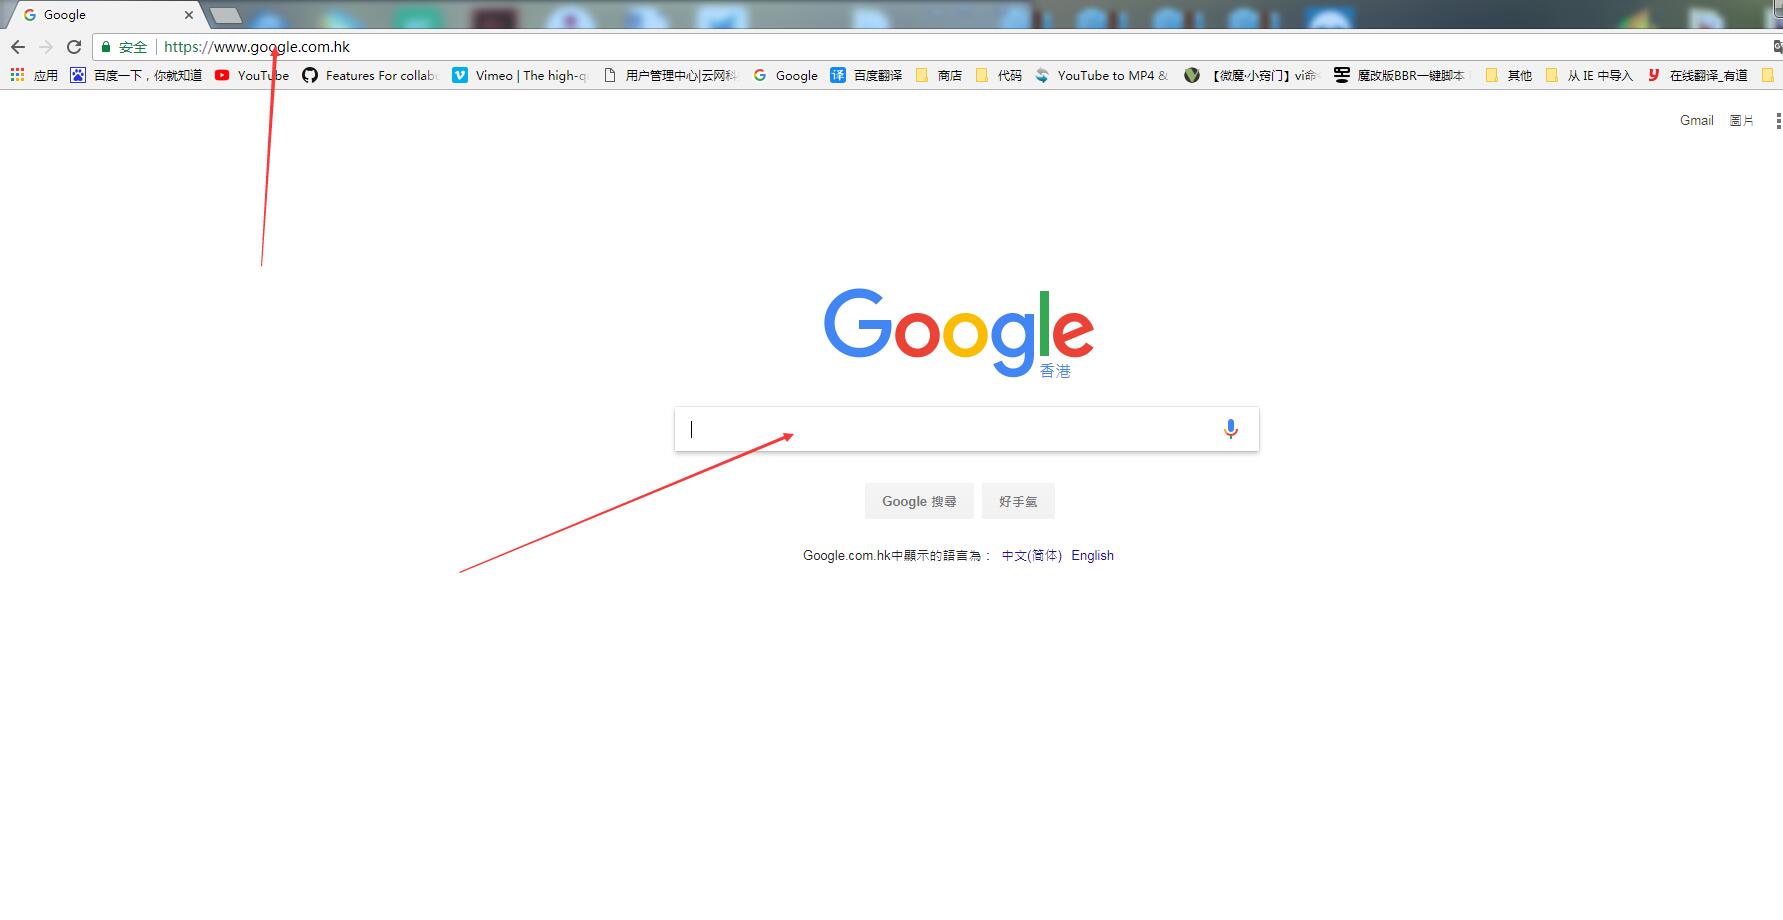 Google
安全 https://www.google.com.hk
应用 百度一下，你就知道 YouTube Features For collab Vimeo | The high-q 用户管理中心|云网科 Google 百度翻译 商店 代码 YouTube to MP4 & 【微魔·小窍门】vi命 魔改版BBR一键脚本 其他 从 IE 中导入 在线翻译_有道
Gmail 圖片
Google
香港
Google 搜尋 好手氣
Google.com.hk中顯示的語言為： 中文(简体) English